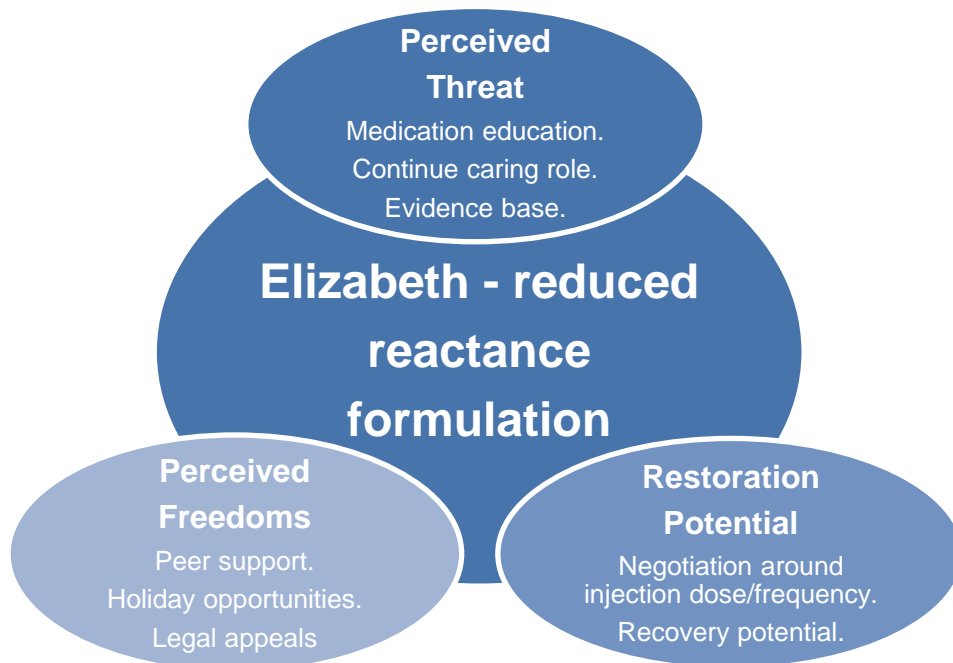 Perceived
Threat
Medication education.
Continue caring role.
Evidence base.
Elizabeth - reduced
reactance
formulation
Perceived
Freedoms
Peer support.
Holiday opportunities.
Legal appeals
Restoration
Potential
Negotiation around
injection dose/frequency.
Recovery potential.